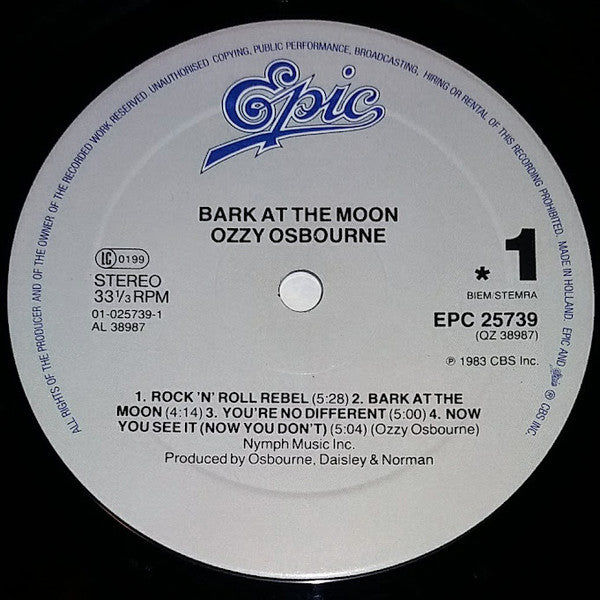 ALL RIGHTS OF THE PRODUCER AND OF THE OWNER OF THE RECORDED WORK RESERVED. UNAUTHORISED COPYING, PUBLIC PERFORMANCE, BROADCASTING, HIRING OR RENTAL OF THIS RECORDING PROHIBITED. MADE IN HOLLAND. EPIC AND ARE ® CBS INC.
Epic
BARK AT THE MOON
OZZY OSBOURNE
LC 0199
STEREO
33⅓ RPM
01-025739-1
AL 38987
* 1
BIEM/STEMRA
EPC 25739
(QZ 38987)
℗ 1983 CBS Inc.
1. ROCK 'N' ROLL REBEL (5:28) 2. BARK AT THE
MOON (4:14) 3. YOU'RE NO DIFFERENT (5:00) 4. NOW
YOU SEE IT (NOW YOU DON'T) (5:04) (Ozzy Osbourne)
Nymph Music Inc.
Produced by Osbourne, Daisley & Norman